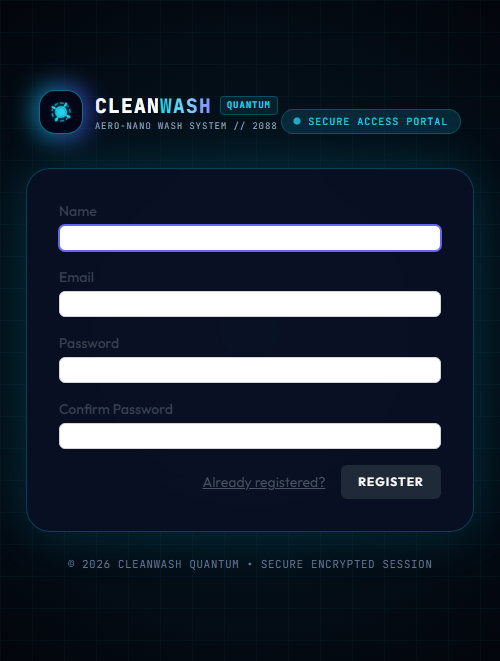 CLEANWASH QUANTUM
AERO-NANO WASH SYSTEM // 2088
SECURE ACCESS PORTAL
Name
Email
Password
Confirm Password
Already registered? REGISTER
© 2026 CLEANWASH QUANTUM • SECURE ENCRYPTED SESSION